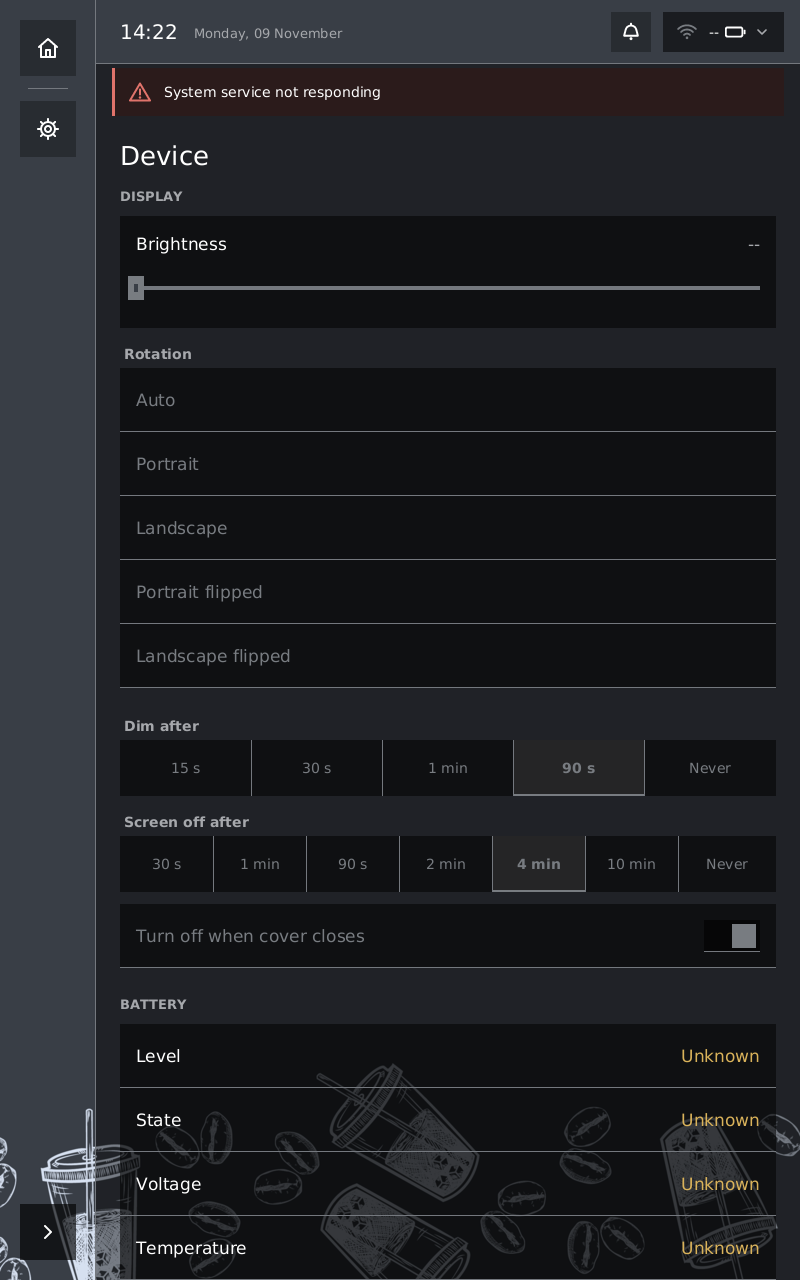 14:22 Monday, 09 November --
System service not responding
Device
DISPLAY
Brightness --
Rotation
Auto
Portrait
Landscape
Portrait flipped
Landscape flipped
Dim after
15 s 30 s 1 min 90 s Never
Screen off after
30 s 1 min 90 s 2 min 4 min 10 min Never
Turn off when cover closes
BATTERY
Level Unknown
State Unknown
Voltage Unknown
Temperature Unknown